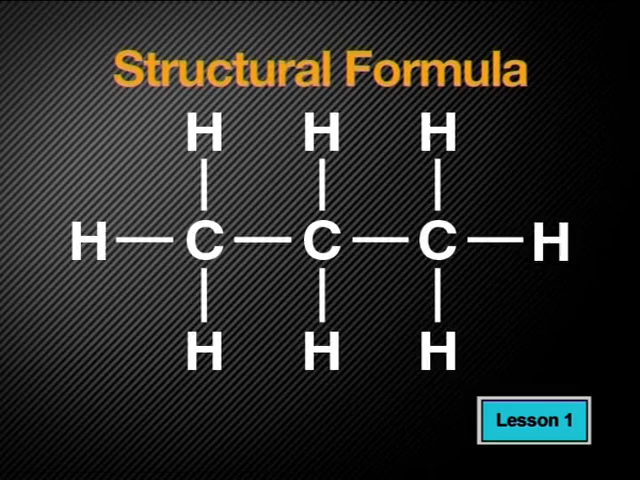 Structural Formula
H H H
H—C—C—C—H
H H H
Lesson 1